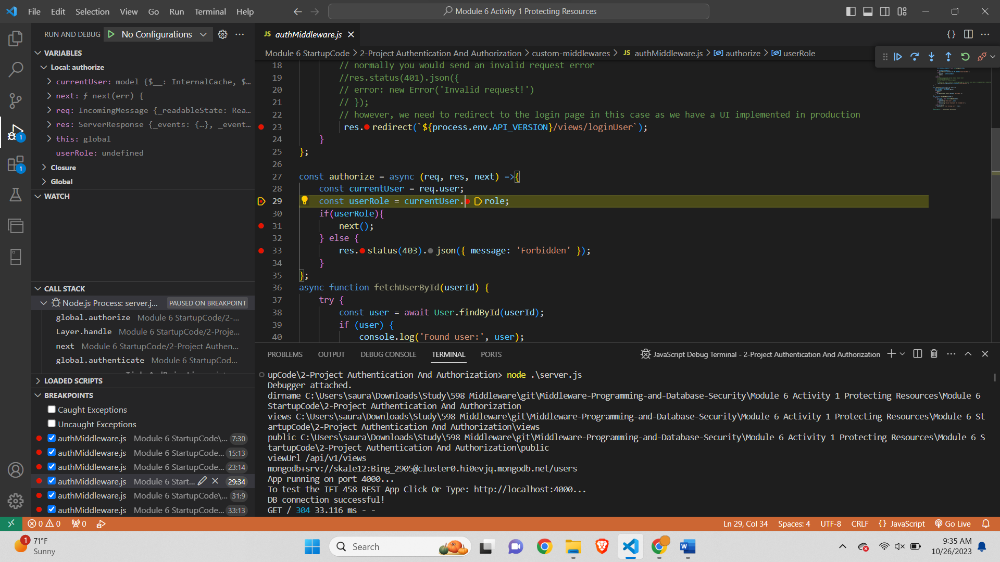 File Edit Selection View Go Run Terminal Help
Module 6 Activity 1 Protecting Resources
RUN AND DEBUG No Configurations
VARIABLES
Local: authorize
currentUser: model {$__: InternalCache, $…
next: ƒ next(err) {
req: IncomingMessage {_readableState: Rea…
res: ServerResponse {_events: {…}, _event…
this: global
userRole: undefined
Closure
Global
WATCH
CALL STACK
Node.js Process: server.j... PAUSED ON BREAKPOINT
global.authorize Module 6 StartupCode/2-...
Layer.handle Module 6 StartupCode/2-Proje...
next Module 6 StartupCode/2-Project Authen...
global.authenticate Module 6 StartupCod...
LOADED SCRIPTS
BREAKPOINTS
Caught Exceptions
Uncaught Exceptions
authMiddleware.js Module 6 StartupCode\... 7:30
authMiddleware.js Module 6 StartupCode... 15:13
authMiddleware.js Module 6 StartupCode... 23:14
authMiddleware.js Module 6 Start... 29:34
authMiddleware.js Module 6 StartupCode\... 31:9
authMiddleware.js Module 6 StartupCode... 33:13
JS authMiddleware.js
Module 6 StartupCode > 2-Project Authentication And Authorization > custom-middlewares > JS authMiddleware.js > authorize > userRole
18 // normally you would send an invalid request error
19 //res.status(401).json({
20 // error: new Error('Invalid request!')
21 // });
22 // however, we need to redirect to the login page in this case as we have a UI implemented in production
23 res.redirect(`${process.env.API_VERSION}/views/loginUser`);
24 }
25 };
26
27 const authorize = async (req, res, next) =>{
28 const currentUser = req.user;
29 const userRole = currentUser.role;
30 if(userRole){
31 next();
32 } else {
33 res.status(403).json({ message: 'Forbidden' });
34 }
35 };
36 async function fetchUserById(userId) {
37 try {
38 const user = await User.findById(userId);
39 if (user) {
40 console.log('Found user:', user);
PROBLEMS OUTPUT DEBUG CONSOLE TERMINAL PORTS
JavaScript Debug Terminal - 2-Project Authentication And Authorization
upCode\2-Project Authentication And Authorization> node .\server.js
Debugger attached.
dirname C:\Users\saura\Downloads\Study\598 Middleware\git\Middleware-Programming-and-Database-Security\Module 6 Activity 1 Protecting Resources\Module 6
StartupCode\2-Project Authentication And Authorization
views C:\Users\saura\Downloads\Study\598 Middleware\git\Middleware-Programming-and-Database-Security\Module 6 Activity 1 Protecting Resources\Module 6 St
artupCode\2-Project Authentication And Authorization\views
public C:\Users\saura\Downloads\Study\598 Middleware\git\Middleware-Programming-and-Database-Security\Module 6 Activity 1 Protecting Resources\Module 6 S
tartupCode\2-Project Authentication And Authorization\public
viewUrl /api/v1/views
mongodb+srv://skale12:Bing_2905@cluster0.hi0evjq.mongodb.net/users
App running on port 4000...
To test the IFT 458 REST App Click Or Type: http://localhost:4000...
DB connection successful!
GET / 304 33.116 ms - -
0 0 0 Ln 29, Col 34 Spaces: 4 UTF-8 CRLF {} JavaScript Go Live
1 71°F
Sunny
Search
9:35 AM
10/26/2023